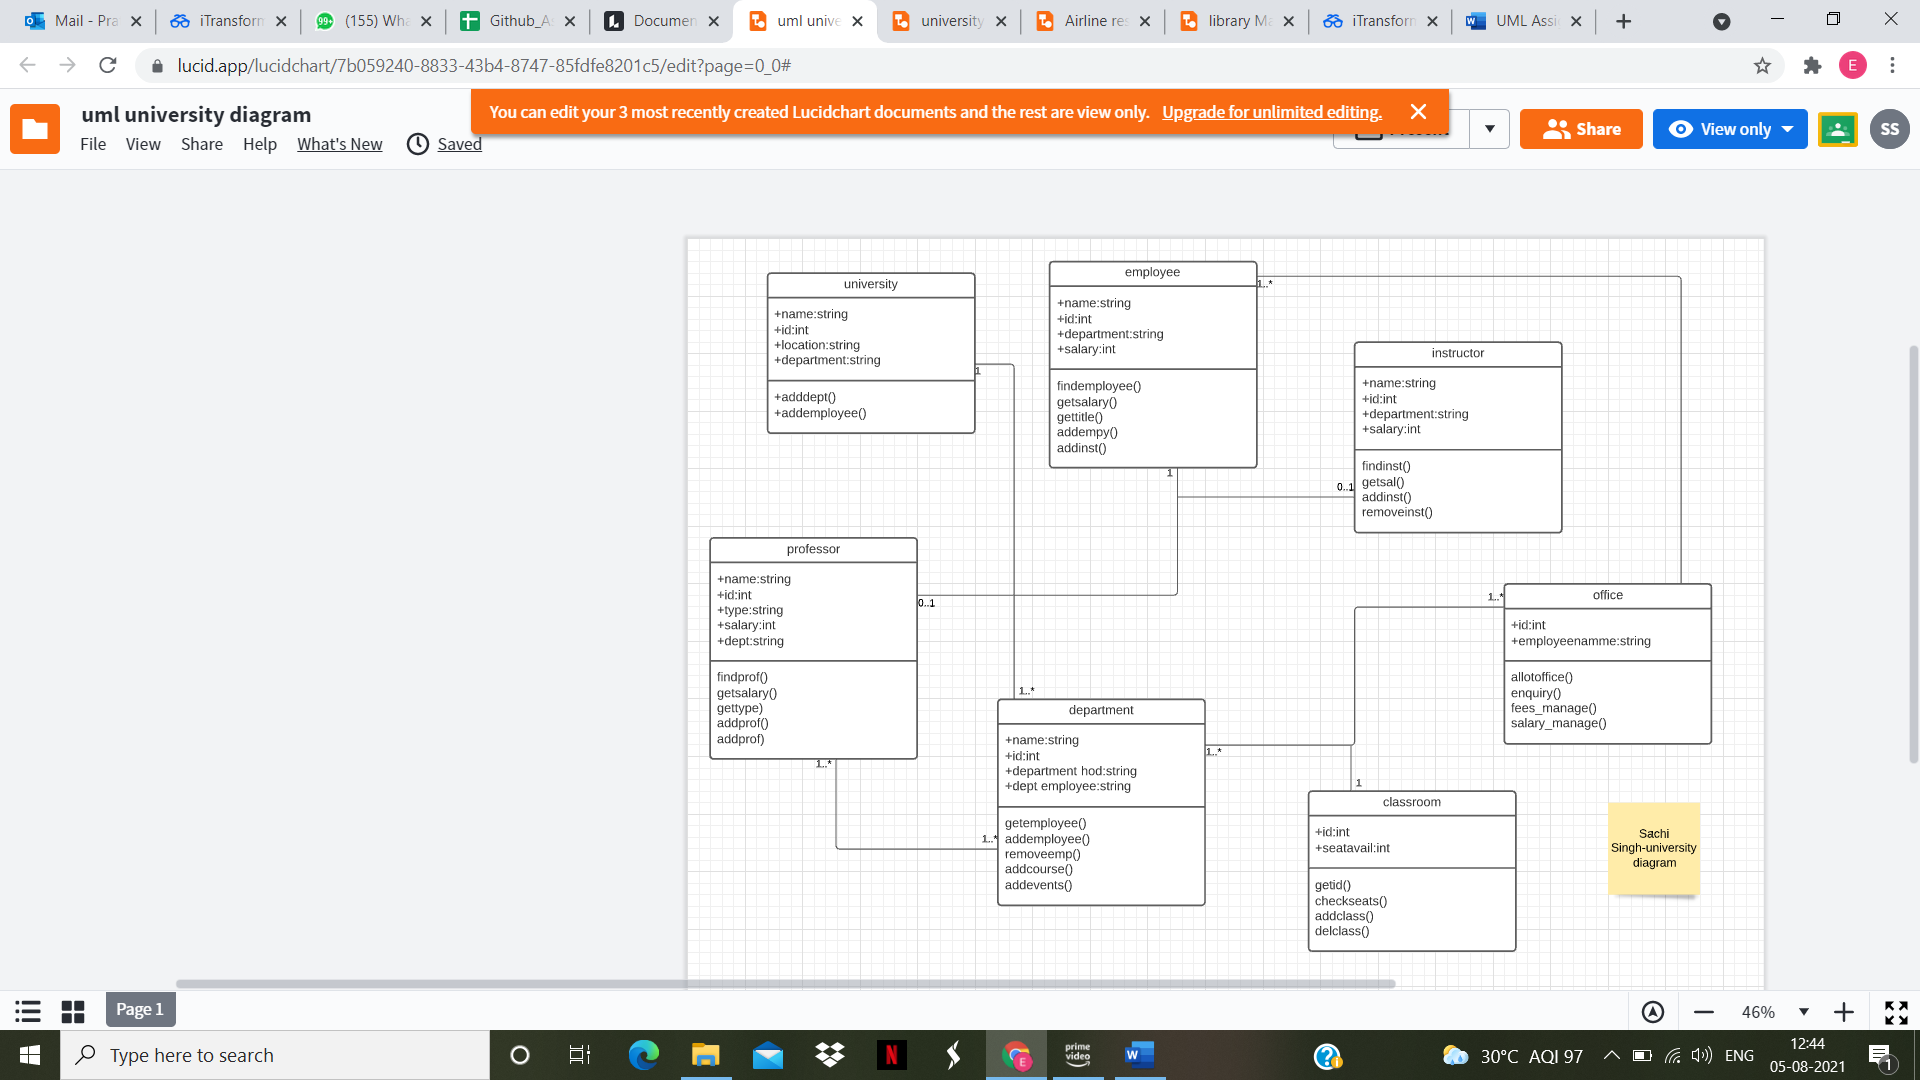 Mail - Pra
iTransform
(155) Wha
Github_As
Documen
uml unive
university
Airline res
library Ma
iTransform
UML Assi
lucid.app/lucidchart/7b059240-8833-43b4-8747-85fdfe8201c5/edit?page=0_0#
E
uml university diagram
You can edit your 3 most recently created Lucidchart documents and the rest are view only. Upgrade for unlimited editing.
File View Share Help What's New Saved
Share
View only
SS
university
+name:string
+id:int
+location:string
+department:string
+adddept()
+addemployee()
1
employee
+name:string
+id:int
+department:string
+salary:int
findemployee()
getsalary()
gettitle()
addempy()
addinst()
1..*
1
instructor
+name:string
+id:int
+department:string
+salary:int
findinst()
getsal()
addinst()
removeinst()
0..1
professor
+name:string
+id:int
+type:string
+salary:int
+dept:string
findprof()
getsalary()
gettype)
addprof()
addprof)
0..1
1..*
1..*
department
+name:string
+id:int
+department hod:string
+dept employee:string
getemployee()
addemployee()
removeemp()
addcourse()
addevents()
1..*
1..*
1..*
office
+id:int
+employeenamme:string
allotoffice()
enquiry()
fees_manage()
salary_manage()
1
classroom
+id:int
+seatavail:int
getid()
checkseats()
addclass()
delclass()
Sachi
Singh-university
diagram
Page 1
46%
Type here to search
prime
video
30°C AQI 97
ENG
12:44
05-08-2021
1